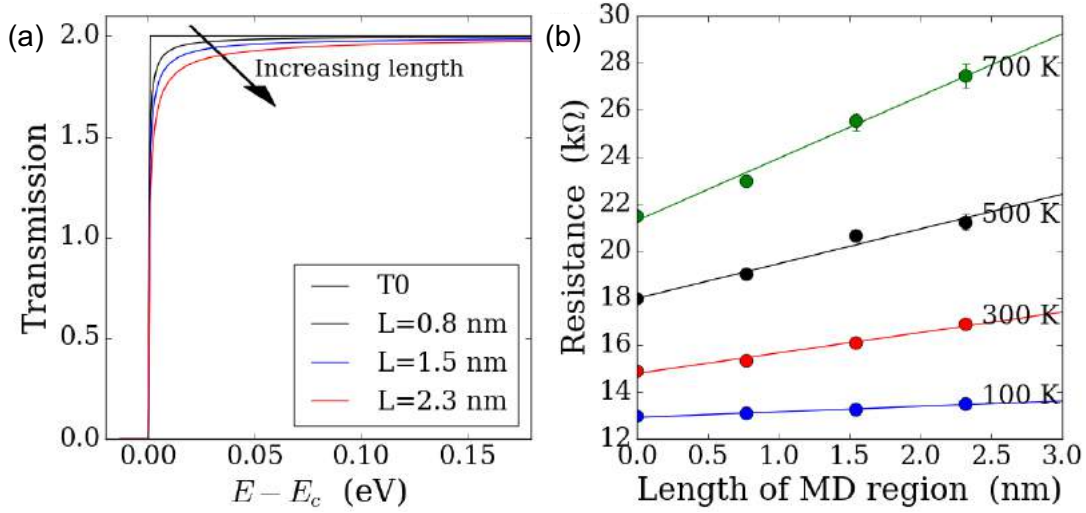 (a)
2.0
1.5
1.0
0.5
0.0
Transmission
Increasing length
T0
L=0.8 nm
L=1.5 nm
L=2.3 nm
0.00 0.05 0.10 0.15
E − E_c (eV)
(b)
30
28
26
24
22
20
18
16
14
12
Resistance (kΩ)
700 K
500 K
300 K
100 K
0.0 0.5 1.0 1.5 2.0 2.5 3.0
Length of MD region (nm)